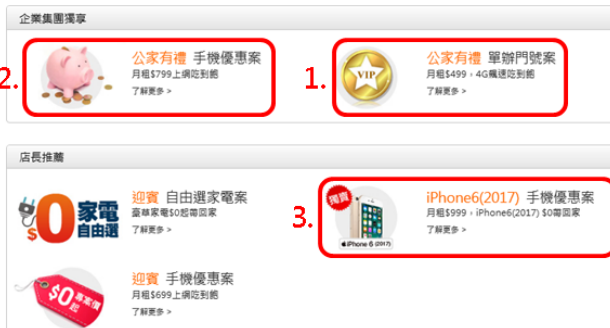 企業集團獨享
2.
公家有禮 手機優惠案
月租$799上網吃到飽
了解更多 >
1.
VIP
公家有禮 單辦門號案
月租$499，4G飆速吃到飽
了解更多 >
店長推薦
$0 家電自由選
迎賓 自由選家電案
豪華家電$0起帶回家
了解更多 >
3.
獨賣
iPhone 6 (2017)
iPhone6(2017) 手機優惠案
月租$999，iPhone6(2017) $0帶回家
了解更多 >
$0起 專案價
迎賓 手機優惠案
月租$699上網吃到飽
了解更多 >